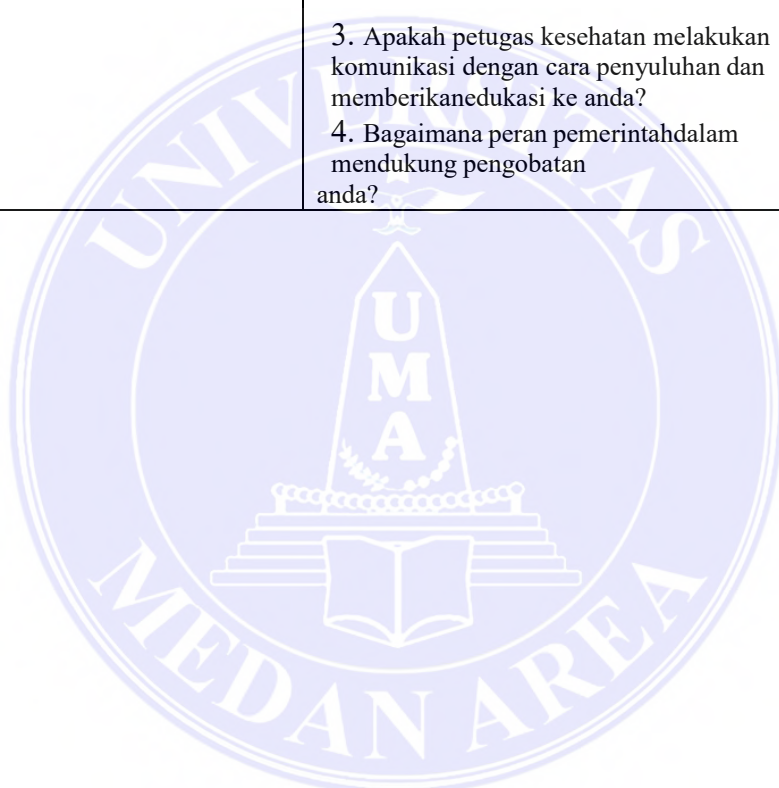 3. Apakah petugas kesehatan melakukan
komunikasi dengan cara penyuluhan dan
memberikanedukasi ke anda?
4. Bagaimana peran pemerintahdalam
mendukung pengobatan
anda?
UNIVERSITAS
UMA
MEDAN AREA